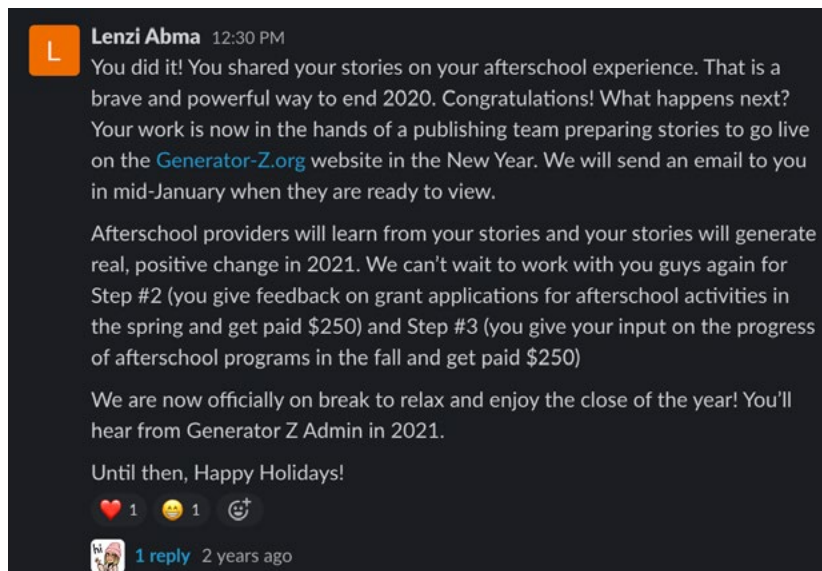 L
Lenzi Abma 12:30 PM
You did it! You shared your stories on your afterschool experience. That is a
brave and powerful way to end 2020. Congratulations! What happens next?
Your work is now in the hands of a publishing team preparing stories to go live
on the Generator-Z.org website in the New Year. We will send an email to you
in mid-January when they are ready to view.
Afterschool providers will learn from your stories and your stories will generate
real, positive change in 2021. We can’t wait to work with you guys again for
Step #2 (you give feedback on grant applications for afterschool activities in
the spring and get paid $250) and Step #3 (you give your input on the progress
of afterschool programs in the fall and get paid $250)
We are now officially on break to relax and enjoy the close of the year! You’ll
hear from Generator Z Admin in 2021.
Until then, Happy Holidays!
1 1
hi
1 reply 2 years ago